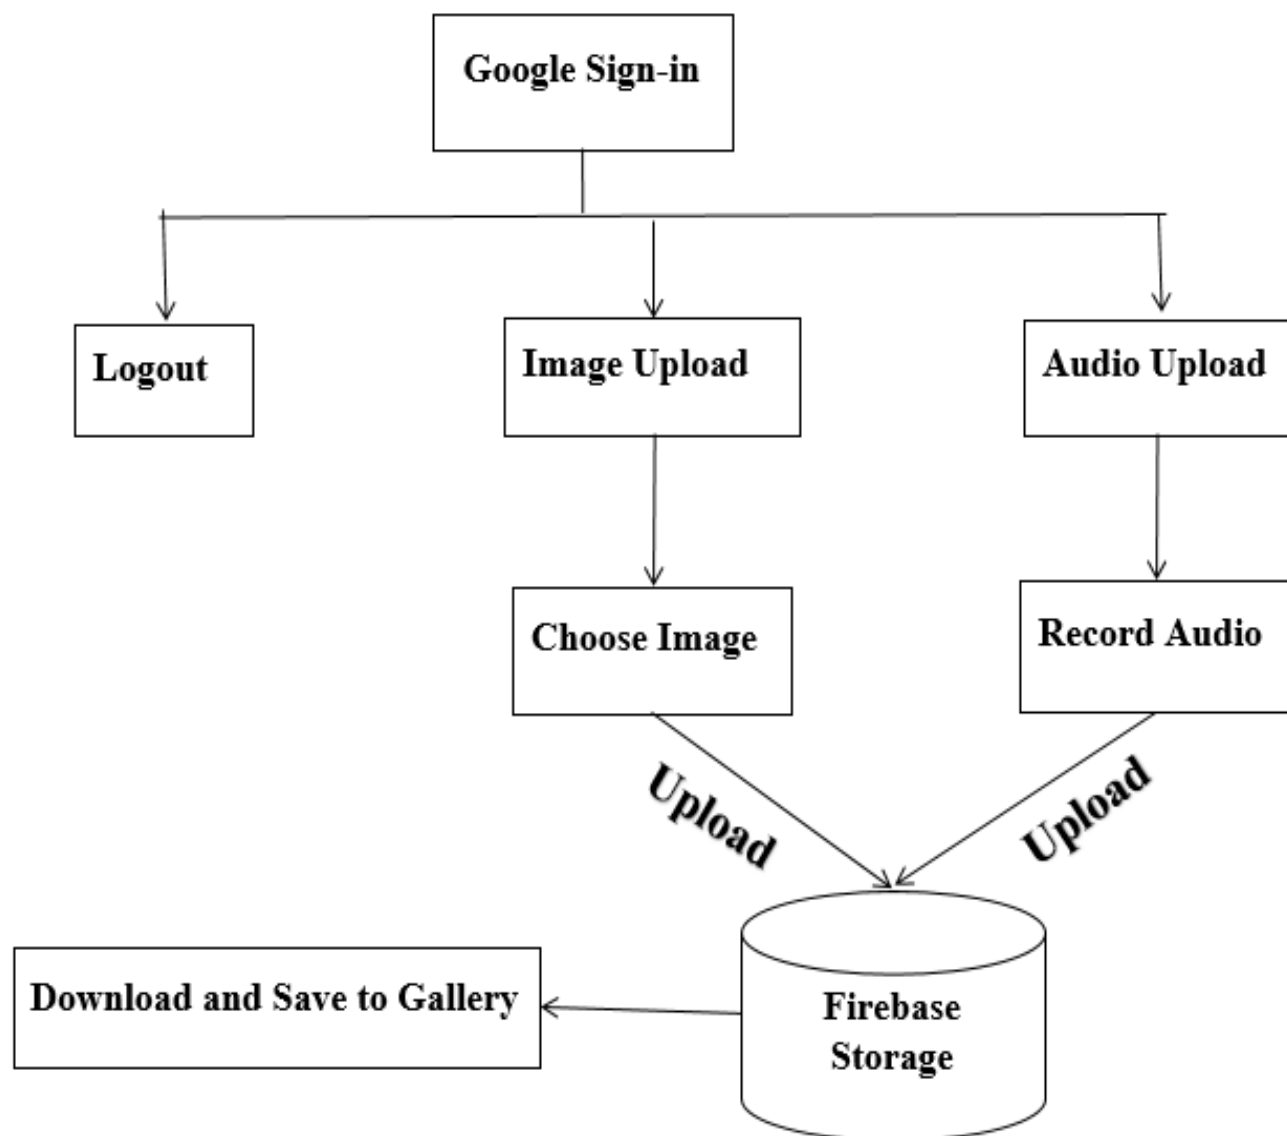 Google Sign-in
Logout
Image Upload
Audio Upload
Choose Image
Record Audio
Upload
Upload
Download and Save to Gallery
Firebase
Storage